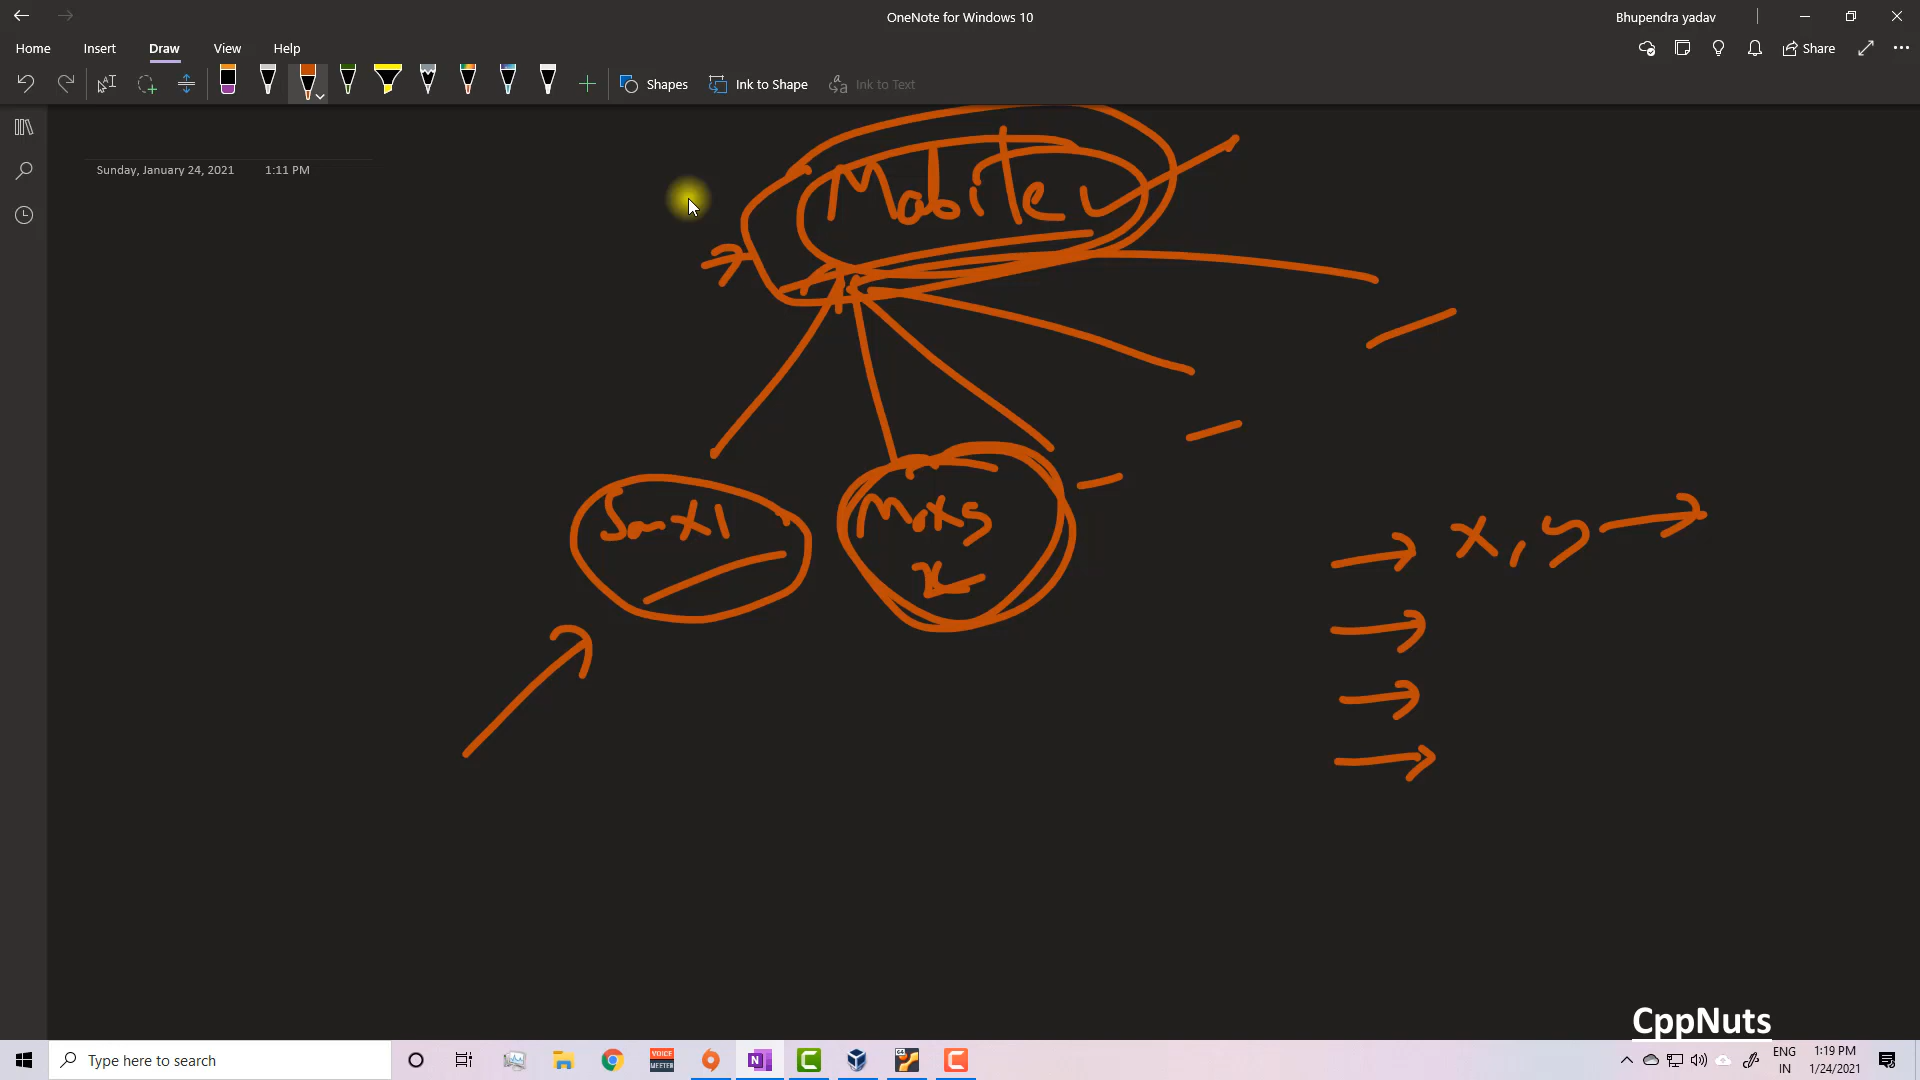 OneNote for Windows 10
Bhupendra yadav
Home Insert Draw View Help
Share
Shapes
Ink to Shape
Ink to Text
Sunday, January 24, 2021 1:11 PM
x, y
CppNuts
Type here to search
VOICE
MEETER
ENG
IN
1:19 PM
1/24/2021